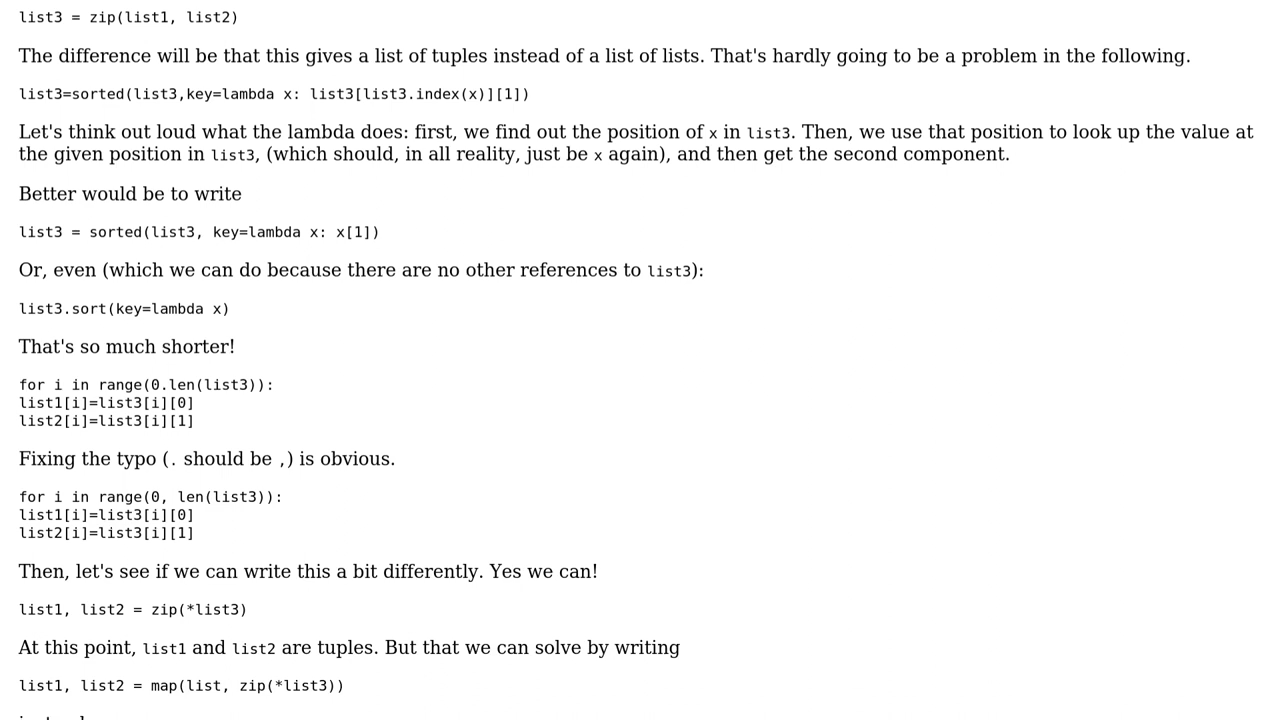 list3 = zip(list1, list2)
The difference will be that this gives a list of tuples instead of a list of lists. That's hardly going to be a problem in the following.
list3=sorted(list3,key=lambda x: list3[list3.index(x)][1])
Let's think out loud what the lambda does: first, we find out the position of x in list3. Then, we use that position to look up the value at
the given position in list3, (which should, in all reality, just be x again), and then get the second component.
Better would be to write
list3 = sorted(list3, key=lambda x: x[1])
Or, even (which we can do because there are no other references to list3):
list3.sort(key=lambda x)
That's so much shorter!
for i in range(0.len(list3)):
list1[i]=list3[i][0]
list2[i]=list3[i][1]
Fixing the typo (. should be ,) is obvious.
for i in range(0, len(list3)):
list1[i]=list3[i][0]
list2[i]=list3[i][1]
Then, let's see if we can write this a bit differently. Yes we can!
list1, list2 = zip(*list3)
At this point, list1 and list2 are tuples. But that we can solve by writing
list1, list2 = map(list, zip(*list3))